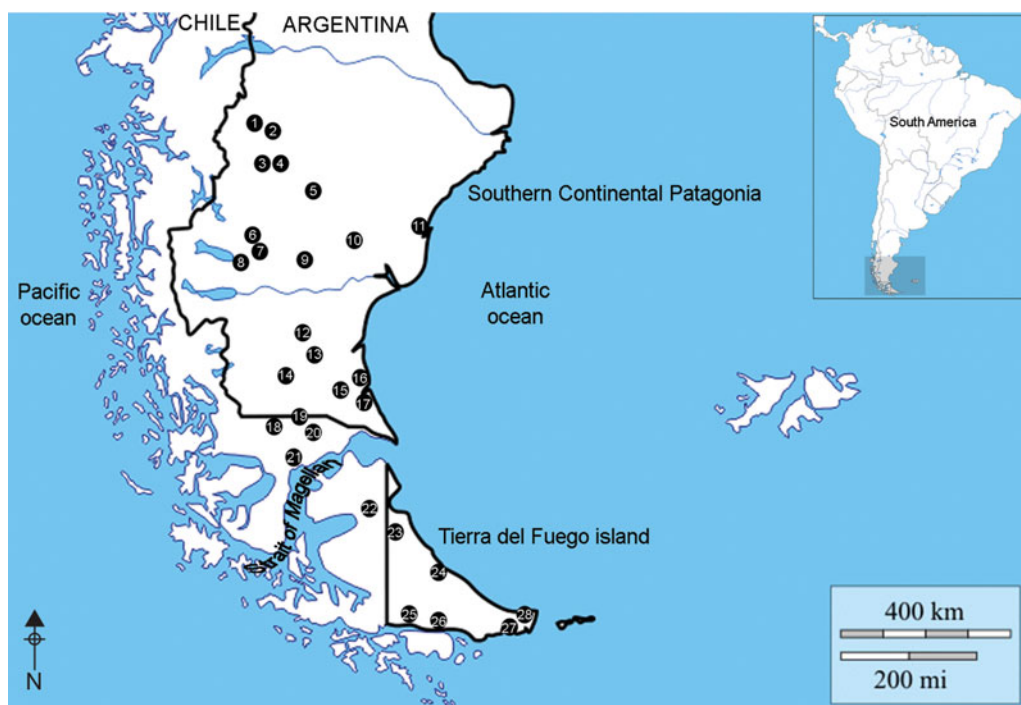 CHILE ARGENTINA
South America
1
2
3 4
5
Southern Continental Patagonia
6
7
8
9
10
11
Pacific
ocean
Atlantic
ocean
12
13
14
15
16
17
18
19
20
21
trait of Magellan
22
23
Tierra del Fuego island
24
25
26
27
28
N
400 km
200 mi